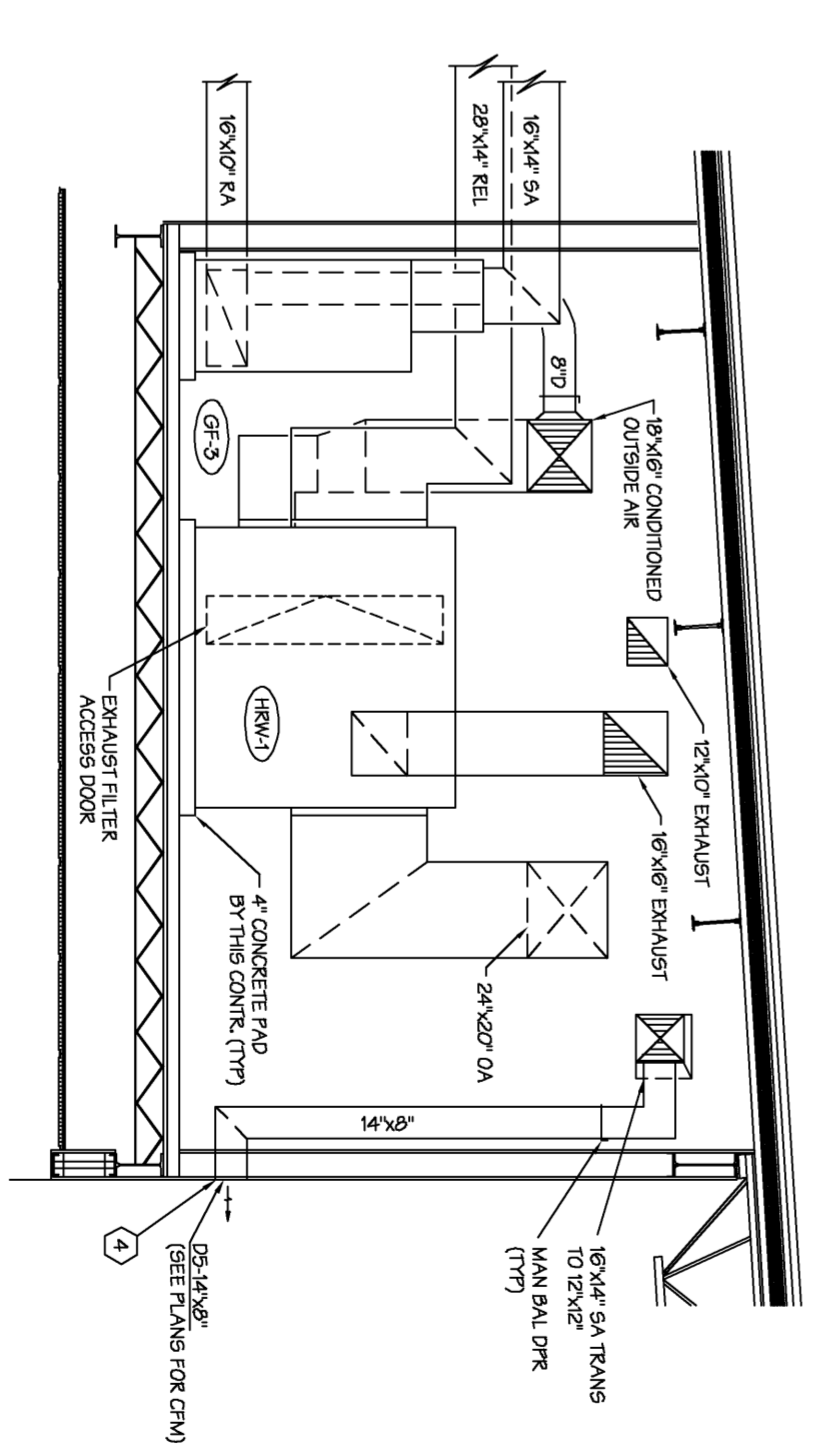 16"x14" SA
28"x14" REL
16"x10" RA
8"D
18"x16" CONDITIONED
OUTSIDE AIR
12"x10" EXHAUST
16"x16" EXHAUST
24"x20" OA
16"x14" SA TRANS
TO 12"x12"
MAN BAL DPR
(TYP)
14"x8"
GF-3
HRW-1
EXHAUST FILTER
ACCESS DOOR
4" CONCRETE PAD
BY THIS CONTR. (TYP)
4
D5-14"x8"
(SEE PLANS FOR CFM)